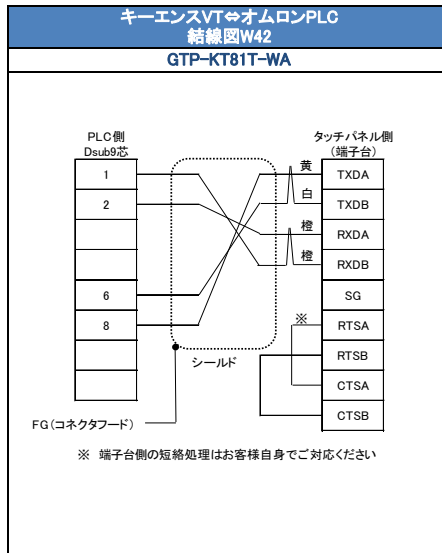 キーエンスVT⇔オムロンPLC
結線図W42
GTP-KT81T-WA
PLC側
Dsub9芯
タッチパネル側
(端子台)
1
黄
TXDA
2
白
TXDB
橙
RXDA
橙
RXDB
6
SG
8
※
RTSA
シールド
RTSB
CTSA
FG(コネクタフード)
CTSB
※ 端子台側の短絡処理はお客様自身でご対応ください